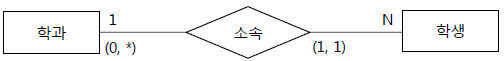 1 N
학과 소속 학생
(0, *) (1, 1)